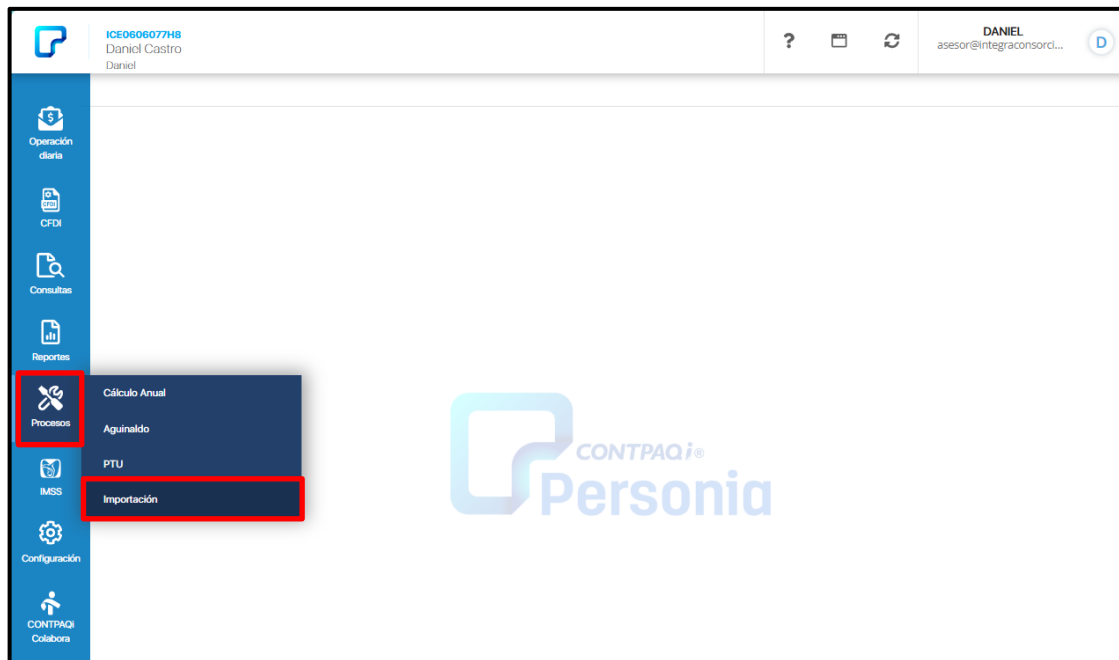 ICE0606077H8
Daniel Castro
Daniel
?
DANIEL
asesor@integraconsorci...
D
Operación
diaria
CFDI
CFDI
Consultas
Reportes
Procesos
Cálculo Anual
Aguinaldo
PTU
Importación
IMSS
Configuración
CONTPAQi
Colabora
CONTPAQi®
Personia